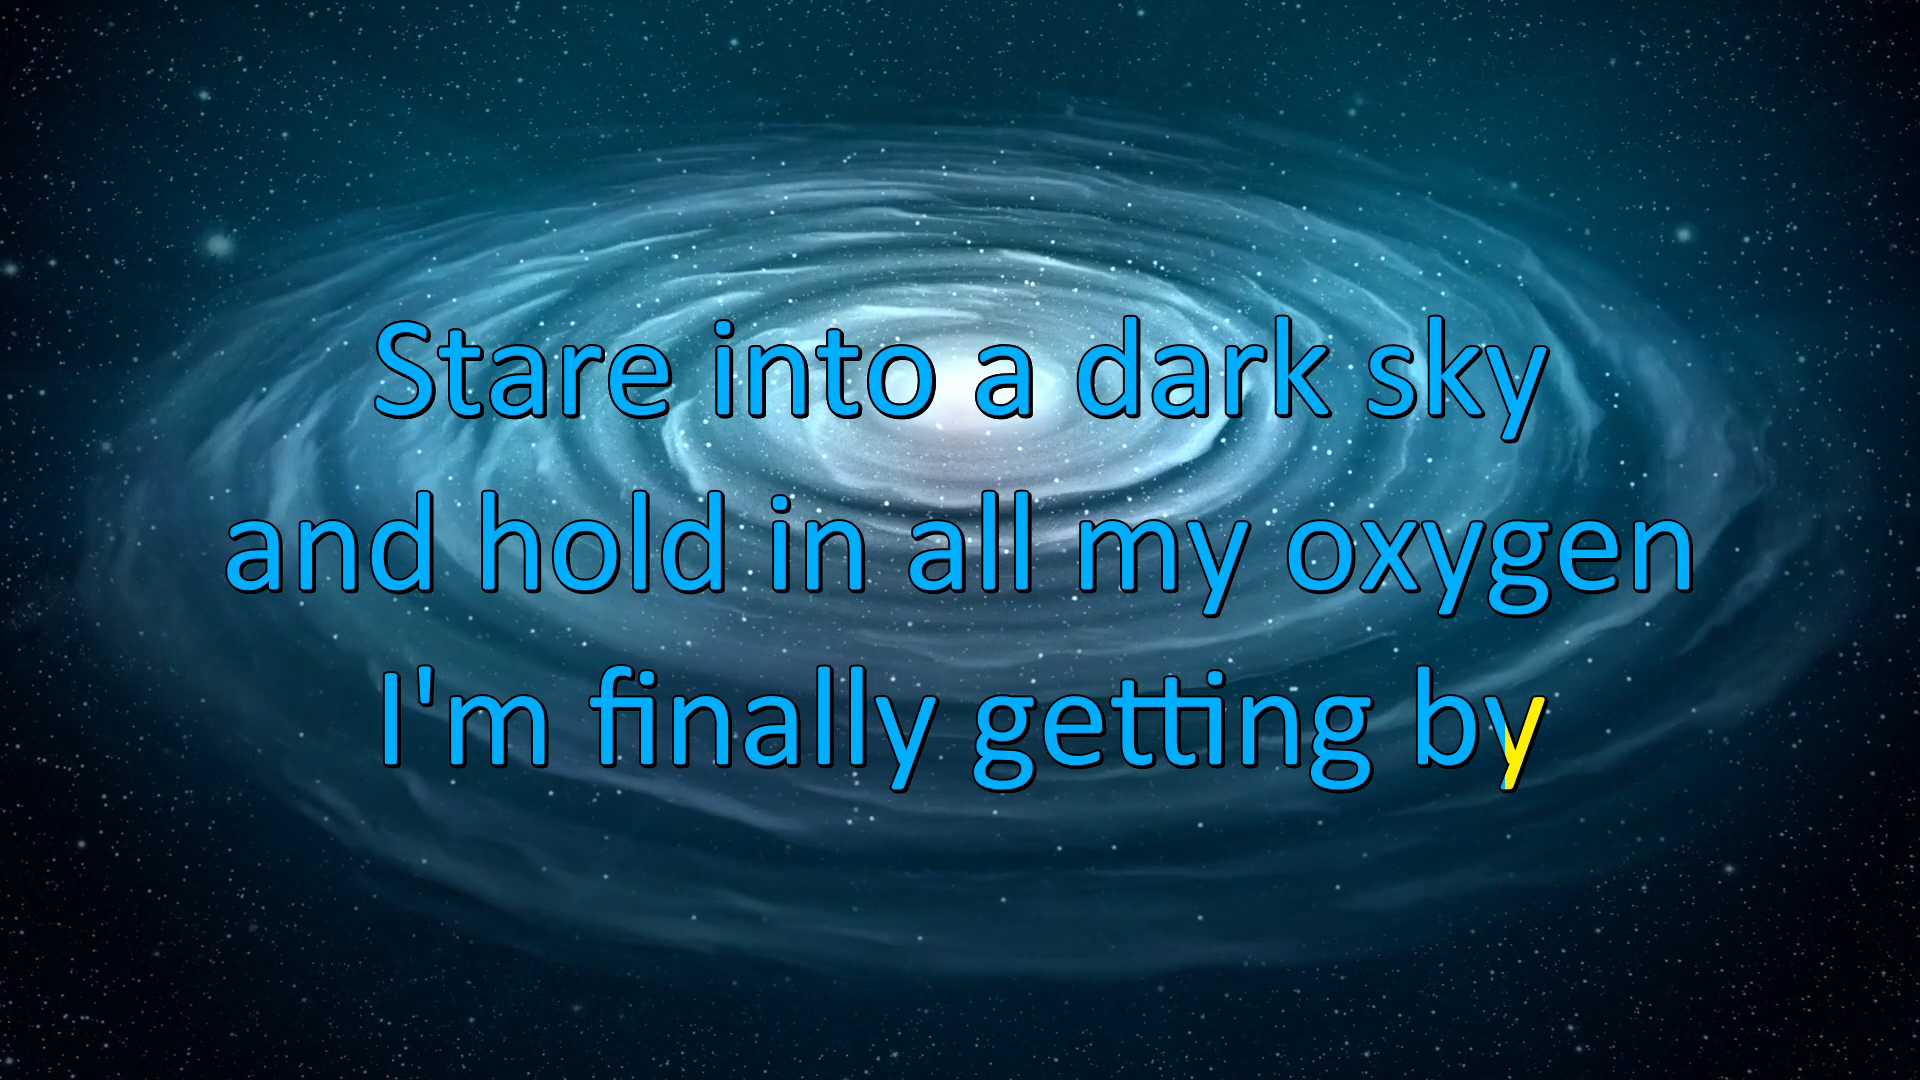 Stare into a dark sky
and hold in all my oxygen
I'm finally getting by